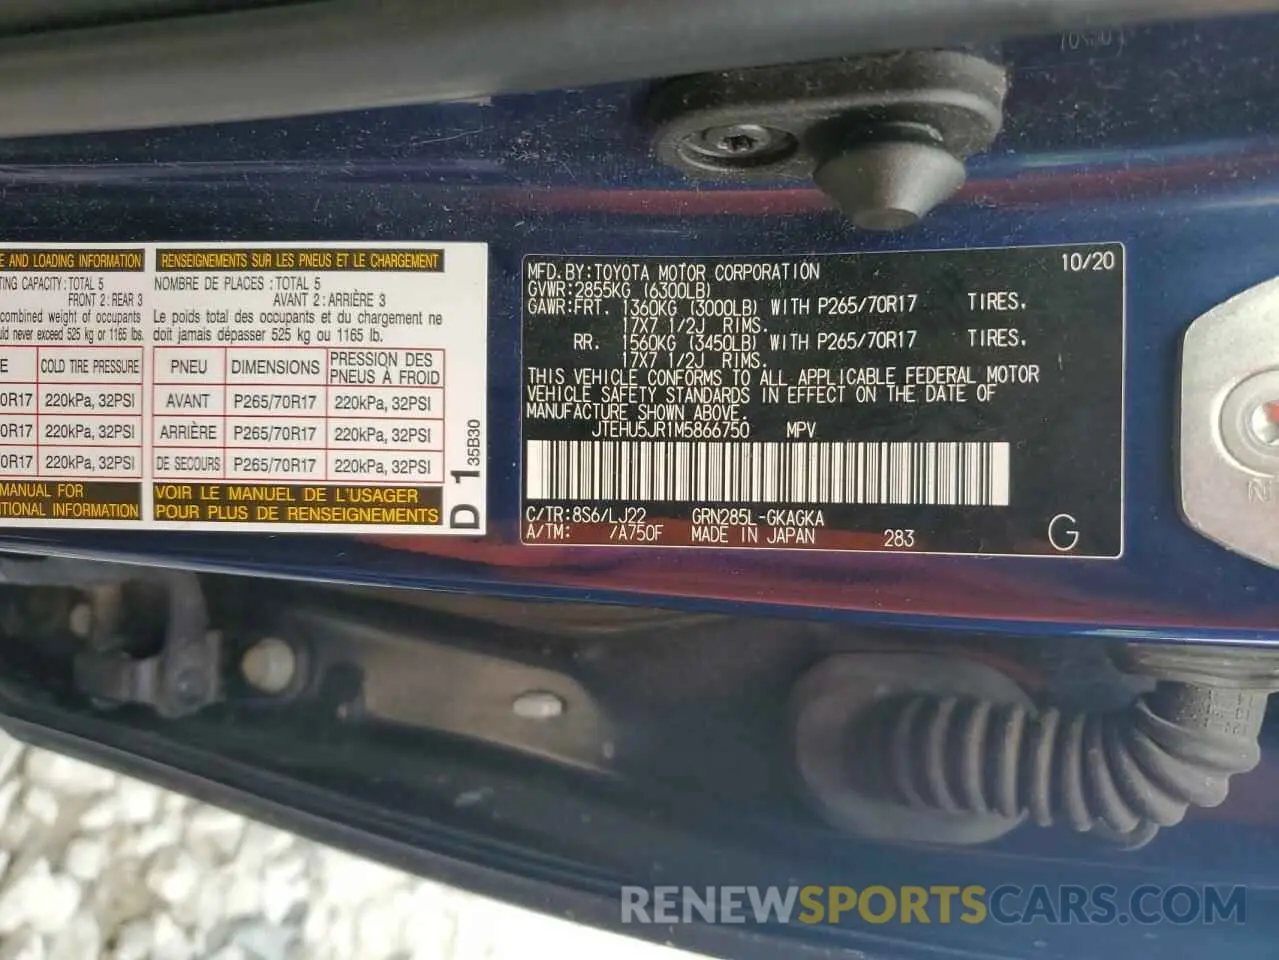 E AND LOADING INFORMATION
TING CAPACITY:TOTAL 5
FRONT 2:REAR 3
combined weight of occupants
uld never exceed 525 kg or 1165 lbs.
E COLD TIRE PRESSURE
70R17 220kPa, 32PSI
70R17 220kPa, 32PSI
0R17 220kPa, 32PSI
MANUAL FOR
TIONAL INFORMATION
RENSEIGNEMENTS SUR LES PNEUS ET LE CHARGEMENT
NOMBRE DE PLACES:TOTAL 5
AVANT 2:ARRIÈRE 3
Le poids total des occupants et du chargement ne
doit jamais dépasser 525 kg ou 1165 lb.
PNEU DIMENSIONS PRESSION DES PNEUS À FROID
AVANT P265/70R17 220kPa, 32PSI
ARRIÈRE P265/70R17 220kPa, 32PSI
DE SECOURS P265/70R17 220kPa, 32PSI
VOIR LE MANUEL DE L'USAGER
POUR PLUS DE RENSEIGNEMENTS
D 1 35B30
MFD.BY:TOYOTA MOTOR CORPORATION 10/20
GVWR:2855KG (6300LB)
GAWR:FRT. 1360KG (3000LB) WITH P265/70R17 TIRES.
17X7 1/2J RIMS.
RR. 1560KG (3450LB) WITH P265/70R17 TIRES.
17X7 1/2J RIMS.
THIS VEHICLE CONFORMS TO ALL APPLICABLE FEDERAL MOTOR
VEHICLE SAFETY STANDARDS IN EFFECT ON THE DATE OF
MANUFACTURE SHOWN ABOVE.
JTEHU5JR1M5866750 MPV
C/TR:8S6/LJ22 GRN285L-GKAGKA
A/TM: /A750F MADE IN JAPAN 283 G
RENEWSPORTSCARS.COM